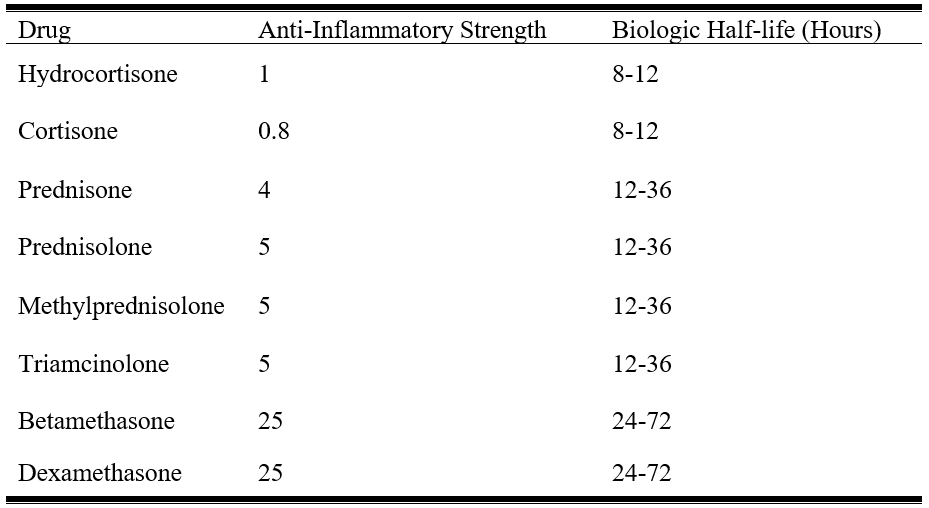 Drug Anti-Inflammatory Strength Biologic Half-life (Hours)
Hydrocortisone 1 8-12
Cortisone 0.8 8-12
Prednisone 4 12-36
Prednisolone 5 12-36
Methylprednisolone 5 12-36
Triamcinolone 5 12-36
Betamethasone 25 24-72
Dexamethasone 25 24-72